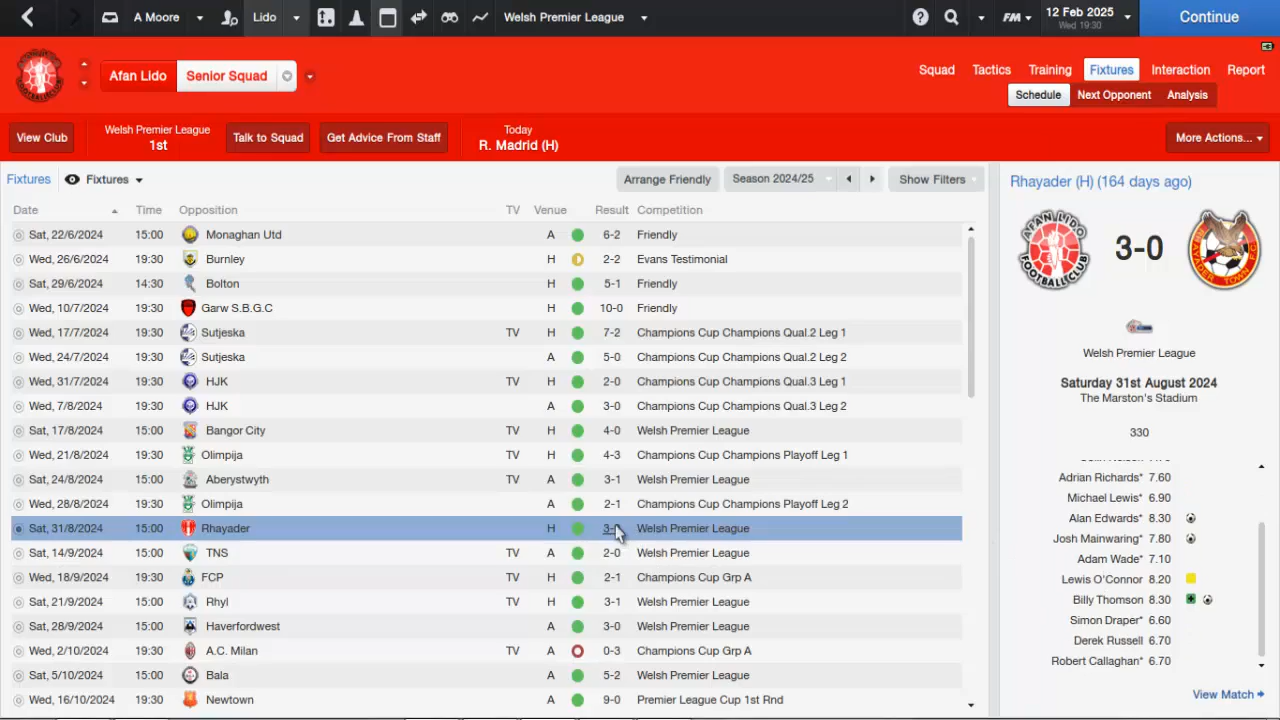 A Moore Lido Welsh Premier League FM 12 Feb 2025 Continue
Wed 19:30
Afan Lido Senior Squad Squad Tactics Training Fixtures Interaction Report
Schedule Next Opponent Analysis
View Club Welsh Premier League 1st Talk to Squad Get Advice From Staff Today R. Madrid (H) More Actions...
Fixtures Fixtures Arrange Friendly Season 2024/25 Show Filters
Date Time Opposition TV Venue Result Competition
Sat, 22/6/2024 15:00 Monaghan Utd A 6-2 Friendly
Wed, 26/6/2024 19:30 Burnley H 2-2 Evans Testimonial
Sat, 29/6/2024 14:30 Bolton H 5-1 Friendly
Wed, 10/7/2024 19:30 Garw S.B.G.C H 10-0 Friendly
Wed, 17/7/2024 19:30 Sutjeska TV H 7-2 Champions Cup Champions Qual.2 Leg 1
Wed, 24/7/2024 19:30 Sutjeska A 5-0 Champions Cup Champions Qual.2 Leg 2
Wed, 31/7/2024 19:30 HJK TV H 2-0 Champions Cup Champions Qual.3 Leg 1
Wed, 7/8/2024 19:30 HJK A 3-0 Champions Cup Champions Qual.3 Leg 2
Sat, 17/8/2024 15:00 Bangor City TV H 4-0 Welsh Premier League
Wed, 21/8/2024 19:30 Olimpija TV H 4-3 Champions Cup Champions Playoff Leg 1
Sat, 24/8/2024 15:00 Aberystwyth TV A 3-1 Welsh Premier League
Wed, 28/8/2024 19:30 Olimpija A 2-1 Champions Cup Champions Playoff Leg 2
Sat, 31/8/2024 15:00 Rhayader H Welsh Premier League
Sat, 14/9/2024 15:00 TNS TV A 2-0 Welsh Premier League
Wed, 18/9/2024 19:30 FCP TV H 2-1 Champions Cup Grp A
Sat, 21/9/2024 15:00 Rhyl TV H 3-1 Welsh Premier League
Sat, 28/9/2024 15:00 Haverfordwest A 3-0 Welsh Premier League
Wed, 2/10/2024 19:30 A.C. Milan TV A 0-3 Champions Cup Grp A
Sat, 5/10/2024 15:00 Bala A 5-2 Welsh Premier League
Wed, 16/10/2024 19:30 Newtown A 9-0 Premier League Cup 1st Rnd
Rhayader (H) (164 days ago)
AFAN LIDO FOOTBALL CLUB
3-0
RHAYADER TOWN F.C.
Welsh Premier League
Saturday 31st August 2024
The Marston's Stadium
330
Adrian Richards* 7.60
Michael Lewis* 6.90
Alan Edwards* 8.30
Josh Mainwaring* 7.80
Adam Wade* 7.10
Lewis O'Connor 8.20
Billy Thomson 8.30
Simon Draper* 6.60
Derek Russell 6.70
Robert Callaghan* 6.70
View Match